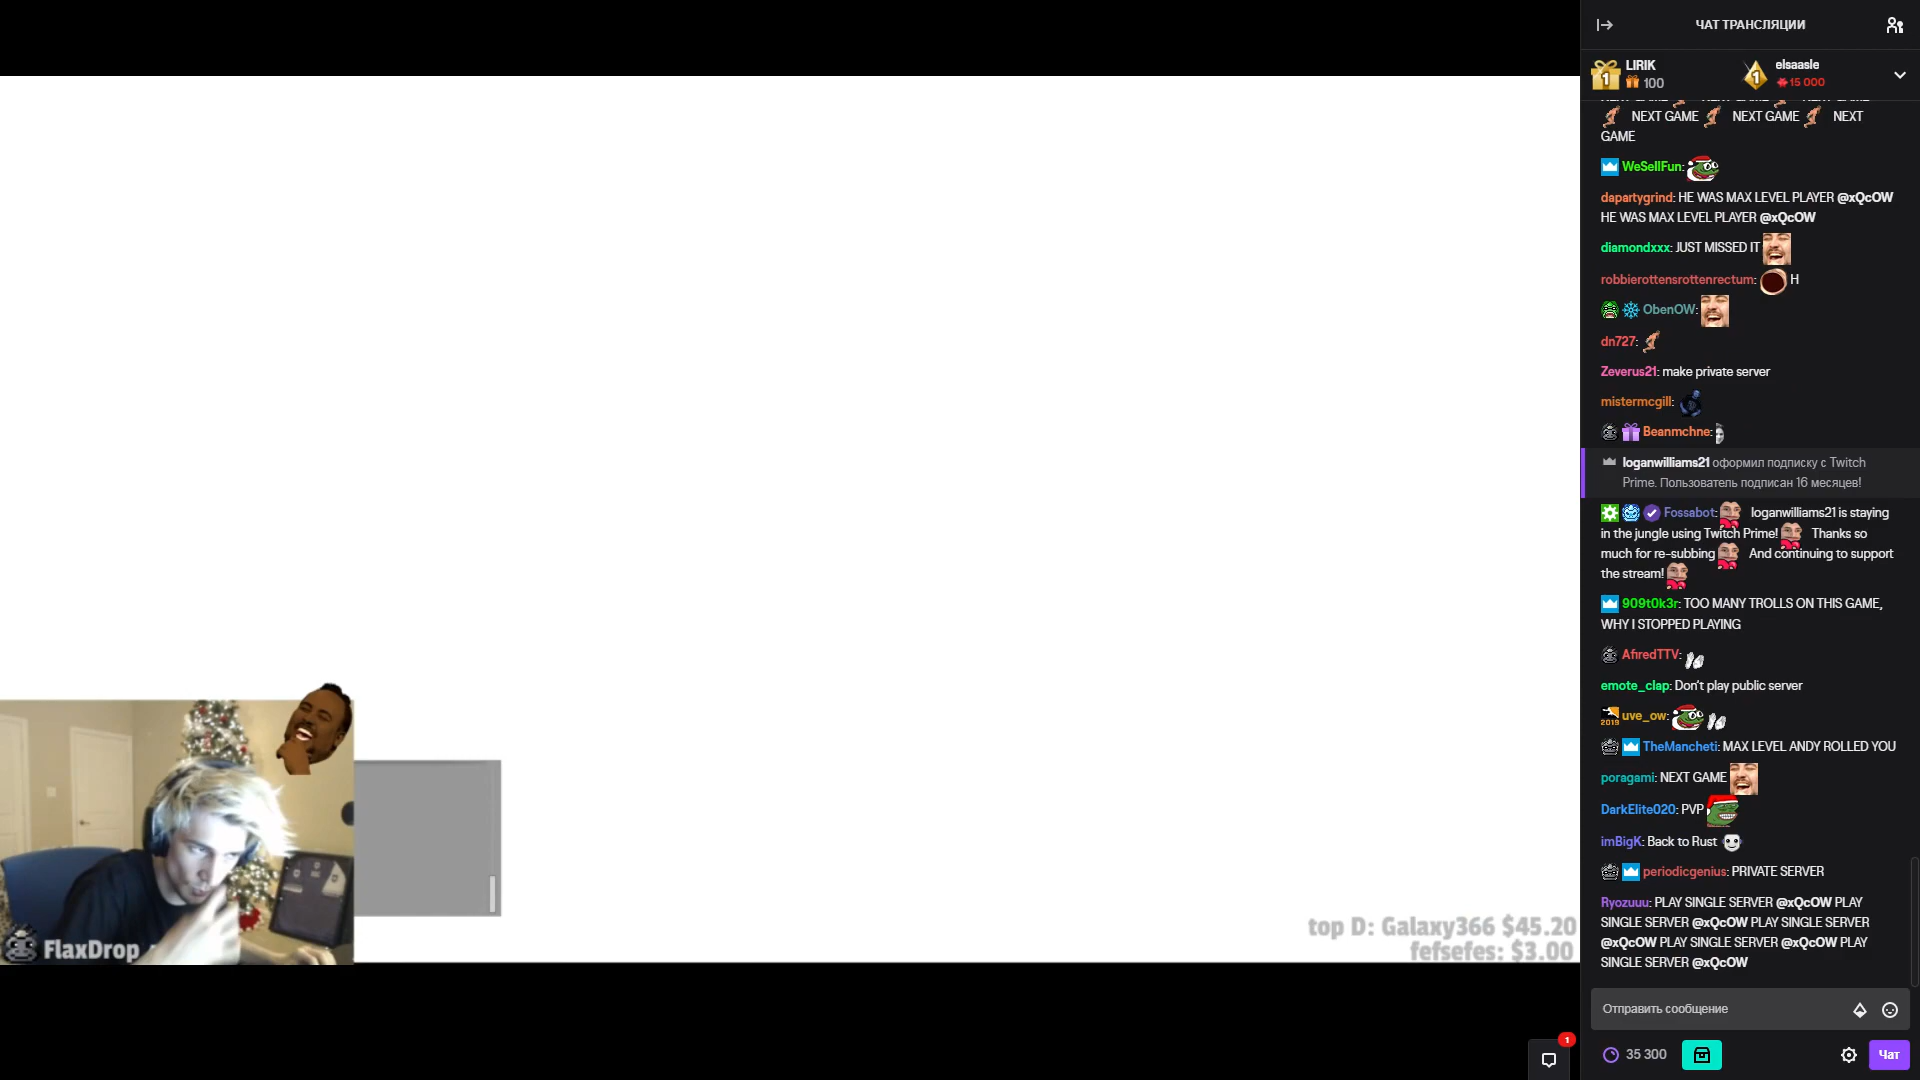 ЧАТ ТРАНСЛЯЦИИ
LIRIK
100
elsaasle
15 000
NEXT GAME NEXT GAME NEXT
GAME
WeSellFun:
dapartygrind: HE WAS MAX LEVEL PLAYER @xQcOW
HE WAS MAX LEVEL PLAYER @xQcOW
diamondxxx: JUST MISSED IT
robbierottensrottenrectum: H
ObenOW:
dn727:
Zeverus21: make private server
mistermcgill:
Beanmchne:
loganwilliams21 оформил подписку с Twitch
Prime. Пользователь подписан 16 месяцев!
Fossabot: loganwilliams21 is staying
in the jungle using Twitch Prime! Thanks so
much for re-subbing And continuing to support
the stream!
909t0k3r: TOO MANY TROLLS ON THIS GAME,
WHY I STOPPED PLAYING
AfiredTTV:
emote_clap: Don't play public server
2019 uve_ow:
TheMancheti: MAX LEVEL ANDY ROLLED YOU
poragami: NEXT GAME
DarkElite020: PVP
imBigK: Back to Rust
periodicgenius: PRIVATE SERVER
Ryozuuu: PLAY SINGLE SERVER @xQcOW PLAY
SINGLE SERVER @xQcOW PLAY SINGLE SERVER
@xQcOW PLAY SINGLE SERVER @xQcOW PLAY
SINGLE SERVER @xQcOW
Отправить сообщение
35 300
Чат
1
FlaxDrop
top D: Galaxy366 $45.20
fefsefes: $3.00